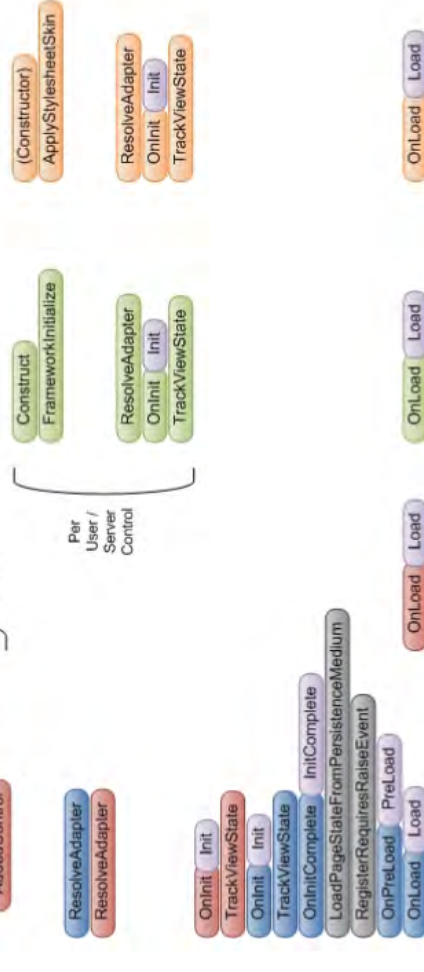 Construct
(Constructor)
FrameworkInitialize
ApplyStylesheetSkin
Per
User /
Server
Control
ResolveAdapter
ResolveAdapter
ResolveAdapter
ResolveAdapter
OnInit Init
OnInit Init
TrackViewState
TrackViewState
OnInit Init
TrackViewState
OnInit Init
TrackViewState
OnInitComplete InitComplete
LoadPageStateFromPersistenceMedium
RegisterRequiresRaiseEvent
OnPreLoad PreLoad
OnLoad Load
OnLoad Load
OnLoad Load
OnLoad Load